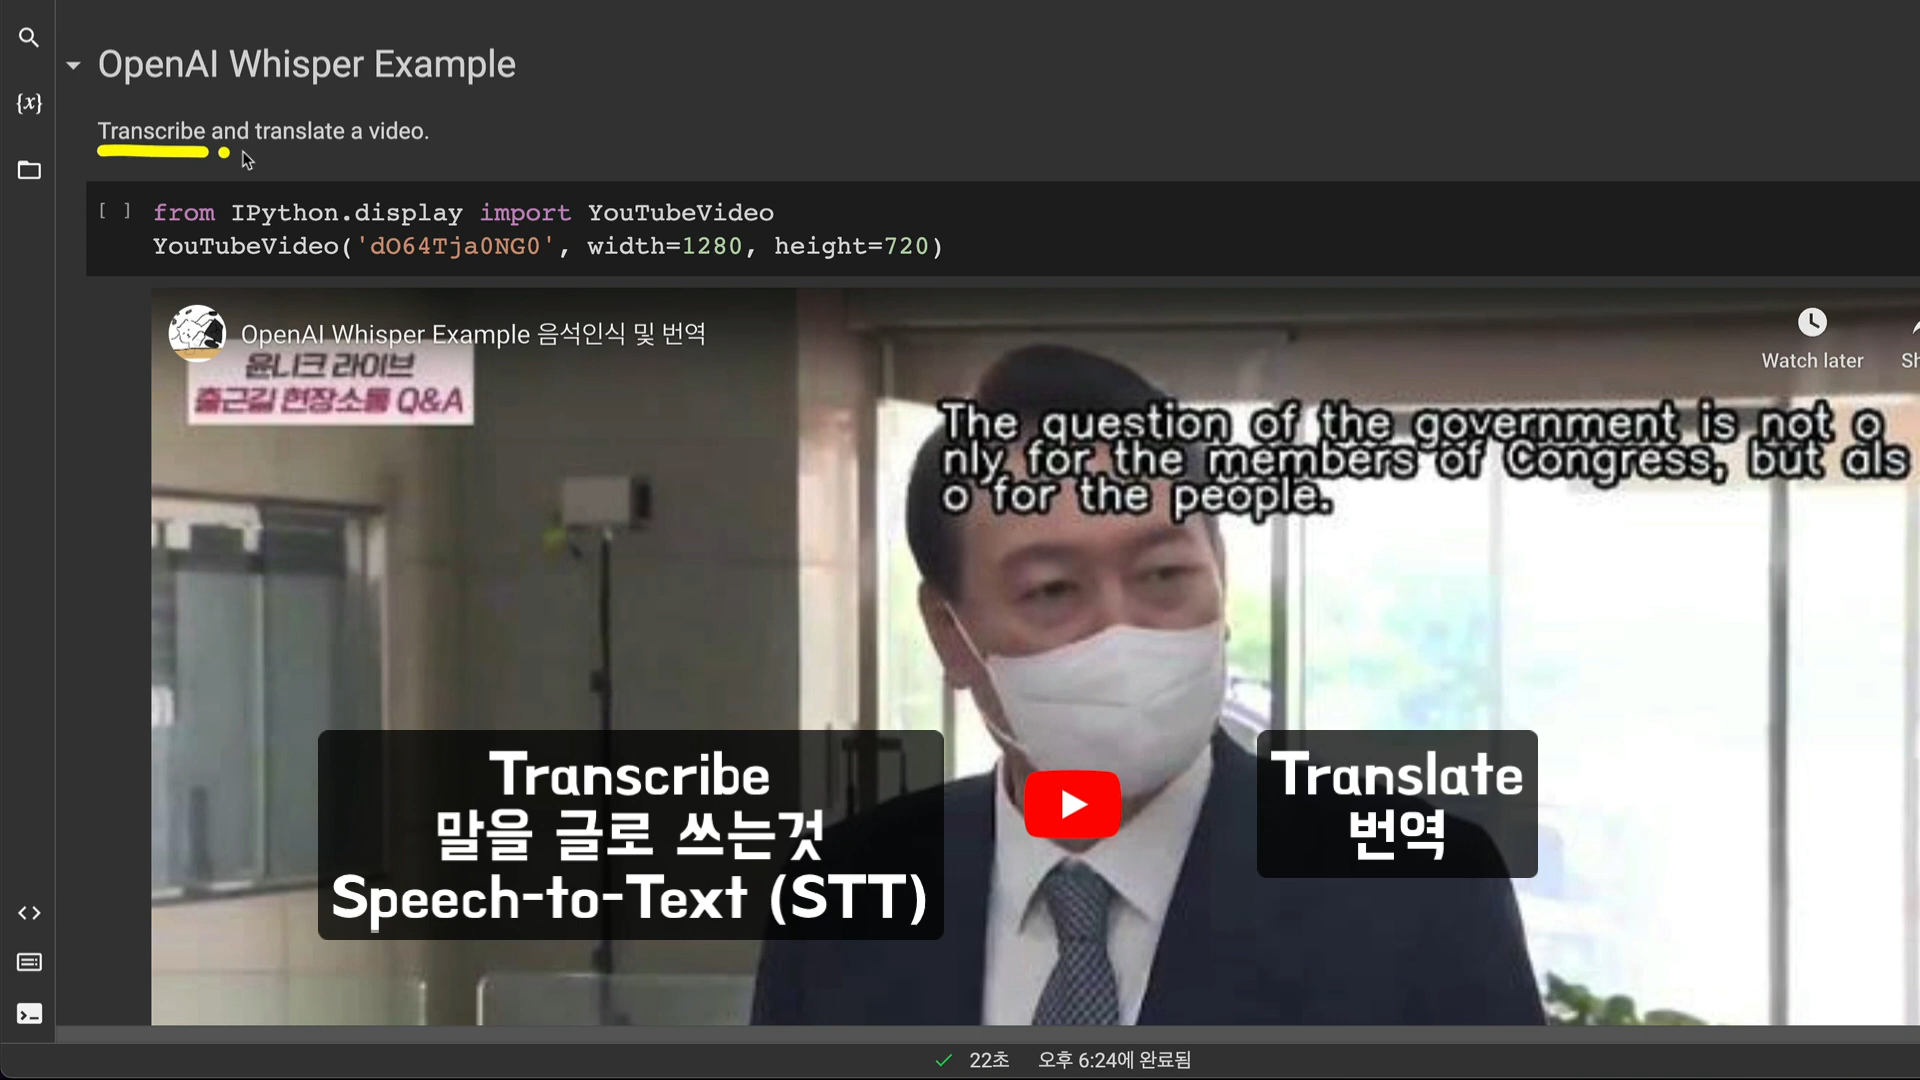 OpenAI Whisper Example
Transcribe and translate a video.
[ ] from IPython.display import YouTubeVideo
YouTubeVideo('dO64Tja0NG0', width=1280, height=720)
OpenAI Whisper Example 음석인식 및 번역
Watch later
Sh
윤니크 라이브
출근길 현장소통 Q&A
The question of the government is not o
nly for the members of Congress, but als
o for the people.
Transcribe
말을 글로 쓰는것
Speech-to-Text (STT)
Translate
번역
22초 오후 6:24에 완료됨